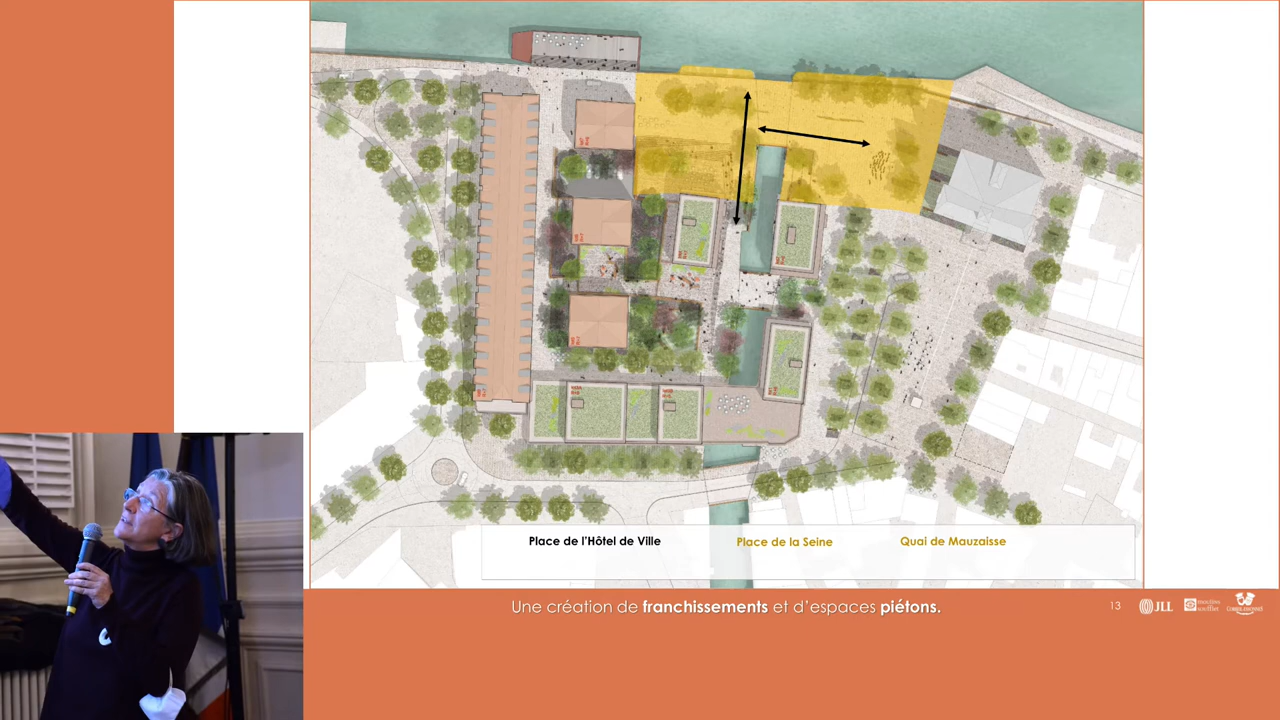 Place de l'Hôtel de Ville
Place de la Seine
Quai de Mauzaisse
Une création de franchissements et d'espaces piétons.
13
JLL